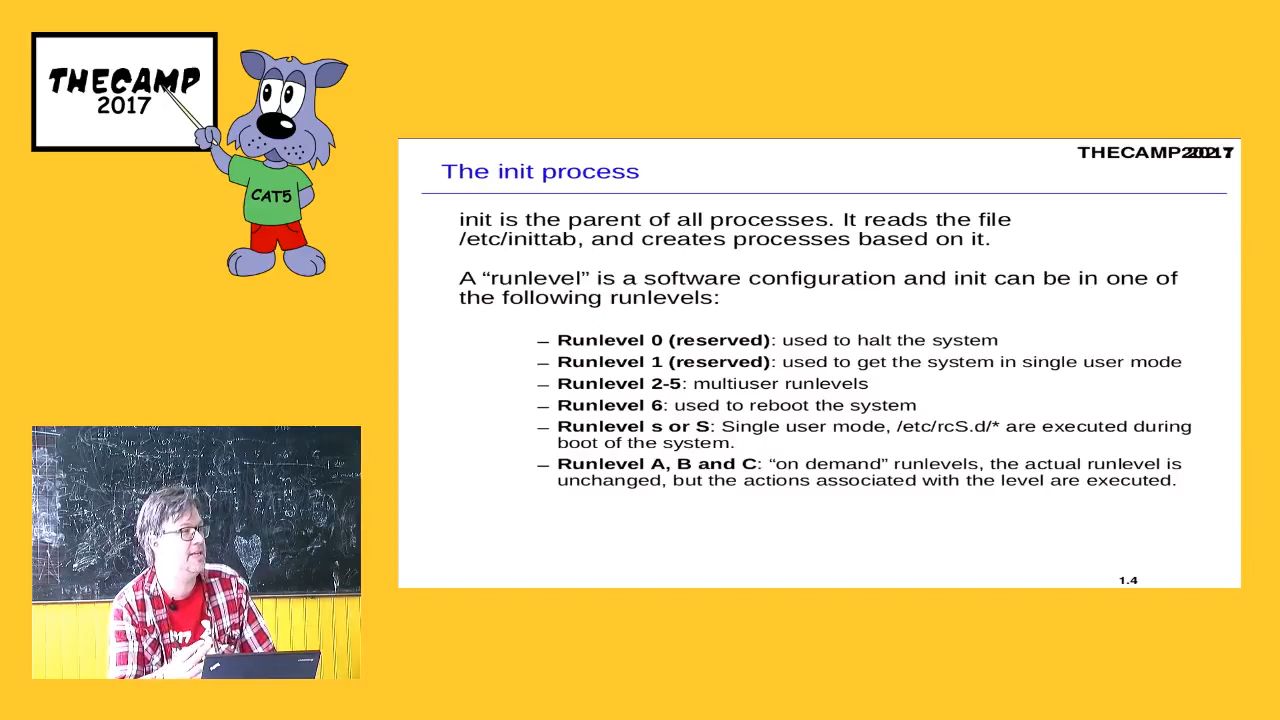 THECAMP
2017
CAT5
THECAMP
The init process
init is the parent of all processes. It reads the file
/etc/inittab, and creates processes based on it.
A “runlevel” is a software configuration and init can be in one of
the following runlevels:
– Runlevel 0 (reserved): used to halt the system
– Runlevel 1 (reserved): used to get the system in single user mode
– Runlevel 2-5: multiuser runlevels
– Runlevel 6: used to reboot the system
– Runlevel s or S: Single user mode, /etc/rcS.d/* are executed during
boot of the system.
– Runlevel A, B and C: “on demand” runlevels, the actual runlevel is
unchanged, but the actions associated with the level are executed.
1.4